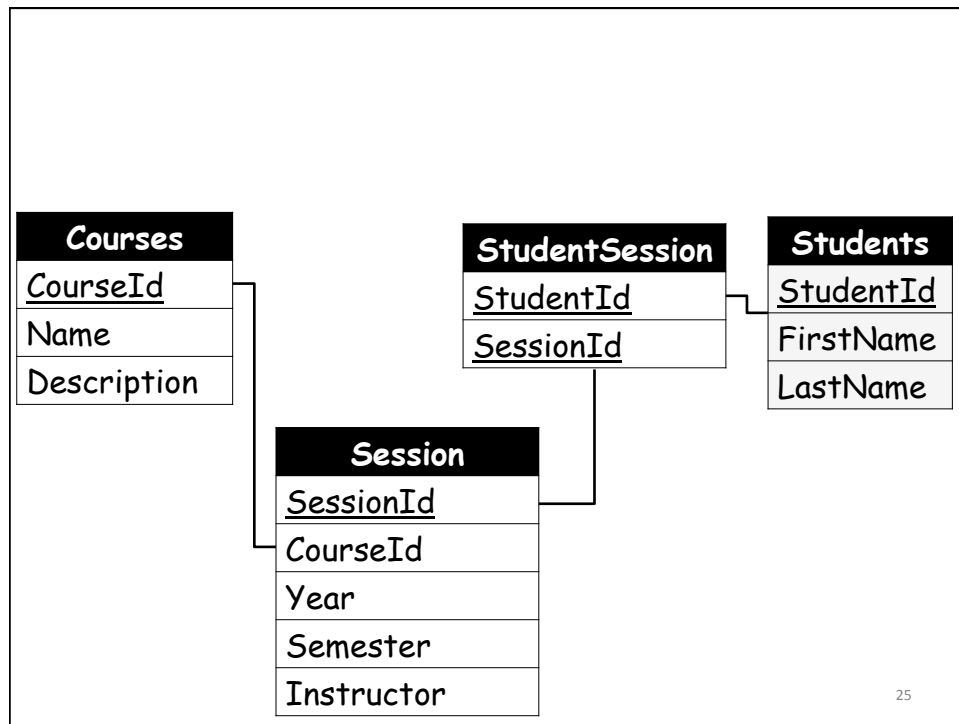 Courses
CourseId
Name
Description
StudentSession
StudentId
SessionId
Students
StudentId
FirstName
LastName
Session
SessionId
CourseId
Year
Semester
Instructor
25